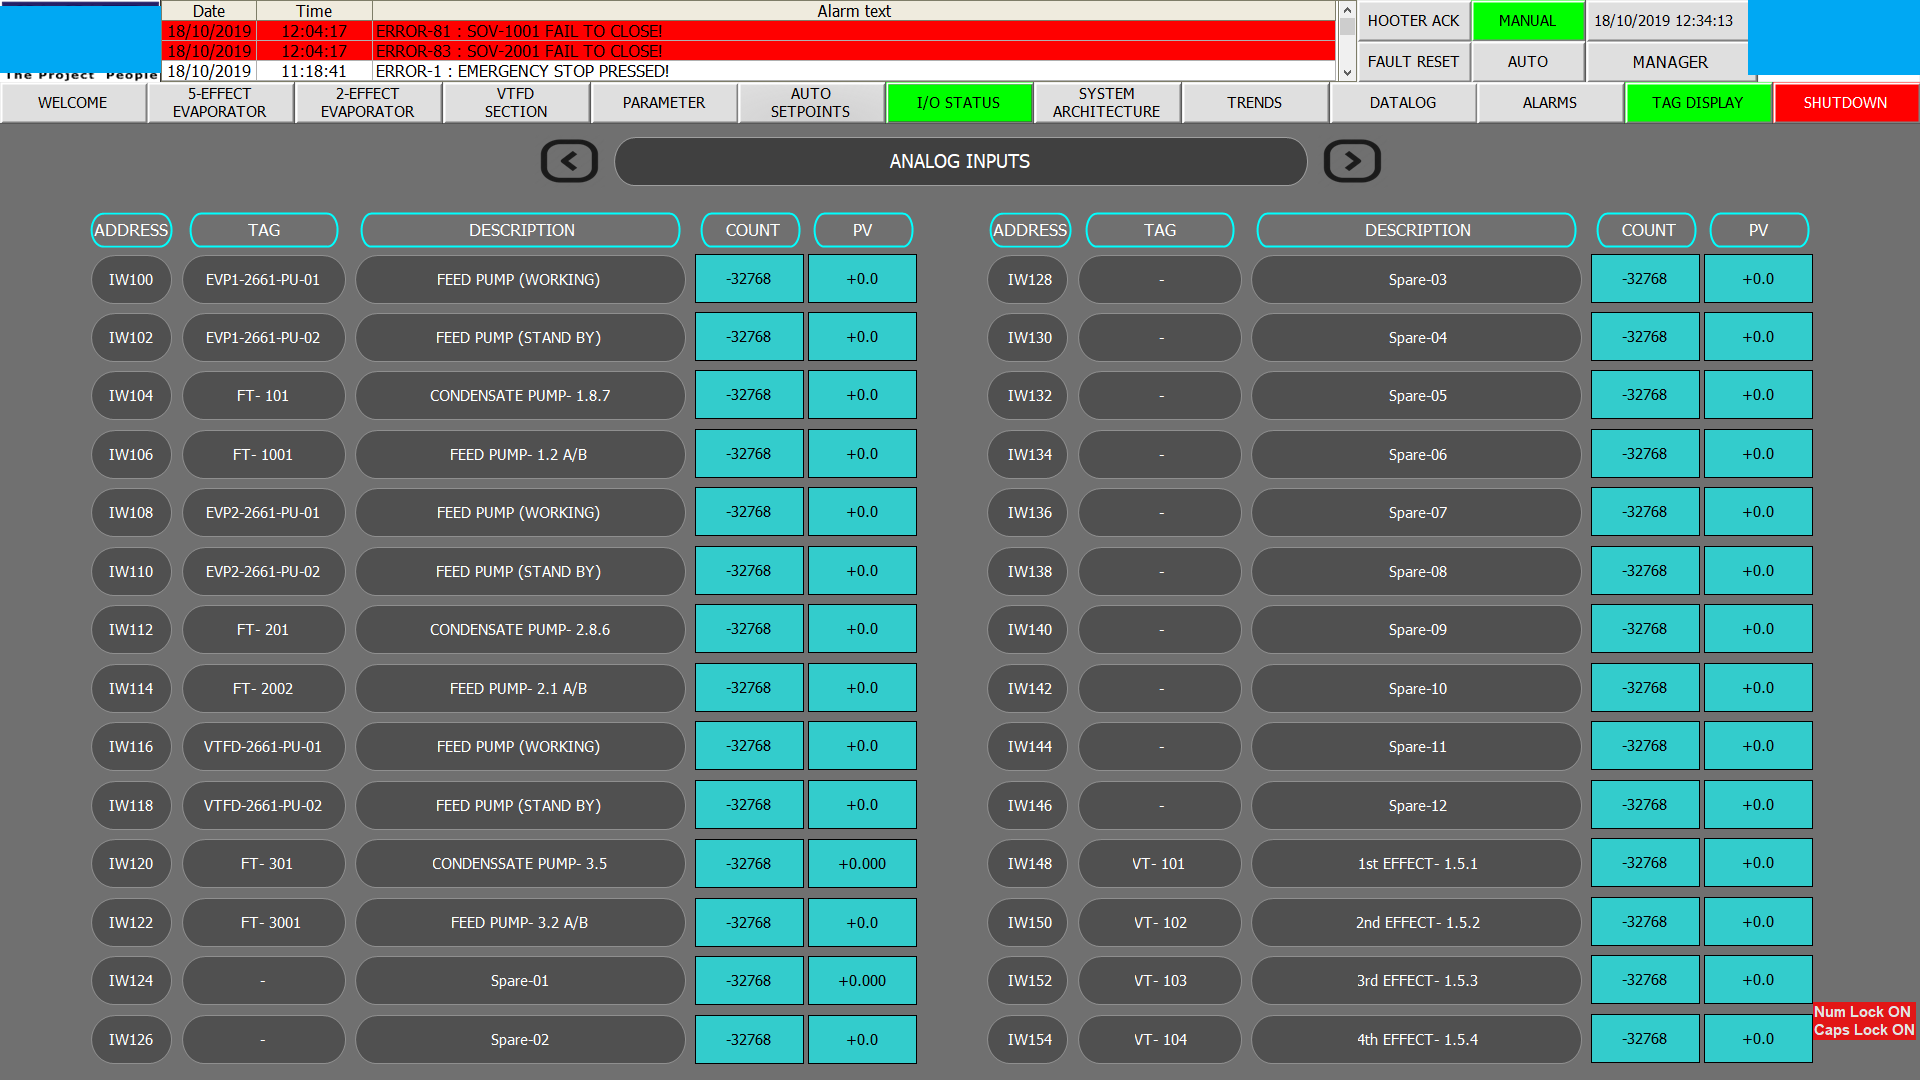 Date Time Alarm text
18/10/2019 12:04:17 ERROR-81 : SOV-1001 FAIL TO CLOSE!
18/10/2019 12:04:17 ERROR-83 : SOV-2001 FAIL TO CLOSE!
18/10/2019 11:18:41 ERROR-1 : EMERGENCY STOP PRESSED!
The Project People
HOOTER ACK MANUAL 18/10/2019 12:34:13
FAULT RESET AUTO MANAGER
WELCOME
5-EFFECT
EVAPORATOR
2-EFFECT
EVAPORATOR
VTFD
SECTION
PARAMETER
AUTO
SETPOINTS
I/O STATUS
SYSTEM
ARCHITECTURE
TRENDS
DATALOG
ALARMS
TAG DISPLAY
SHUTDOWN
< ANALOG INPUTS >
ADDRESS TAG DESCRIPTION COUNT PV
IW100 EVP1-2661-PU-01 FEED PUMP (WORKING) -32768 +0.0
IW102 EVP1-2661-PU-02 FEED PUMP (STAND BY) -32768 +0.0
IW104 FT- 101 CONDENSATE PUMP- 1.8.7 -32768 +0.0
IW106 FT- 1001 FEED PUMP- 1.2 A/B -32768 +0.0
IW108 EVP2-2661-PU-01 FEED PUMP (WORKING) -32768 +0.0
IW110 EVP2-2661-PU-02 FEED PUMP (STAND BY) -32768 +0.0
IW112 FT- 201 CONDENSATE PUMP- 2.8.6 -32768 +0.0
IW114 FT- 2002 FEED PUMP- 2.1 A/B -32768 +0.0
IW116 VTFD-2661-PU-01 FEED PUMP (WORKING) -32768 +0.0
IW118 VTFD-2661-PU-02 FEED PUMP (STAND BY) -32768 +0.0
IW120 FT- 301 CONDENSSATE PUMP- 3.5 -32768 +0.000
IW122 FT- 3001 FEED PUMP- 3.2 A/B -32768 +0.0
IW124 - Spare-01 -32768 +0.000
IW126 - Spare-02 -32768 +0.0
ADDRESS TAG DESCRIPTION COUNT PV
IW128 - Spare-03 -32768 +0.0
IW130 - Spare-04 -32768 +0.0
IW132 - Spare-05 -32768 +0.0
IW134 - Spare-06 -32768 +0.0
IW136 - Spare-07 -32768 +0.0
IW138 - Spare-08 -32768 +0.0
IW140 - Spare-09 -32768 +0.0
IW142 - Spare-10 -32768 +0.0
IW144 - Spare-11 -32768 +0.0
IW146 - Spare-12 -32768 +0.0
IW148 VT- 101 1st EFFECT- 1.5.1 -32768 +0.0
IW150 VT- 102 2nd EFFECT- 1.5.2 -32768 +0.0
IW152 VT- 103 3rd EFFECT- 1.5.3 -32768 +0.0
IW154 VT- 104 4th EFFECT- 1.5.4 -32768 +0.0
Num Lock ON
Caps Lock ON